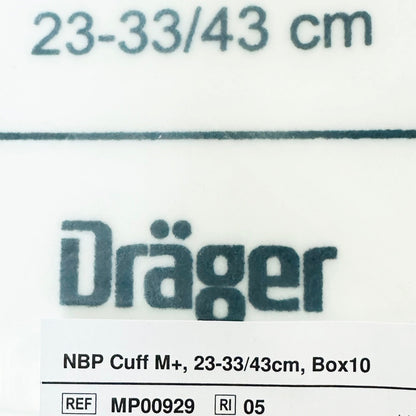 23-33/43 cm
Dräger
NBP Cuff M+, 23-33/43cm, Box10
REF MP00929 RI 05